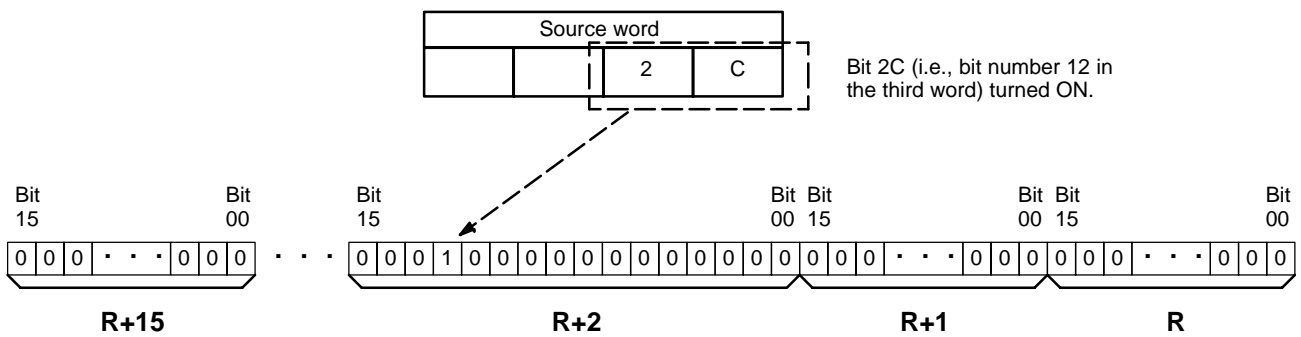 Source word
2 C
Bit 2C (i.e., bit number 12 in
the third word) turned ON.
Bit Bit Bit Bit Bit Bit Bit Bit
15 00 15 00 15 00 15 00
0 0 0 · · · 0 0 0 · · · 0 0 0 1 0 0 0 0 0 0 0 0 0 0 0 0 0 0 0 · · · 0 0 0 0 0 0 · · · 0 0 0
R+15 R+2 R+1 R